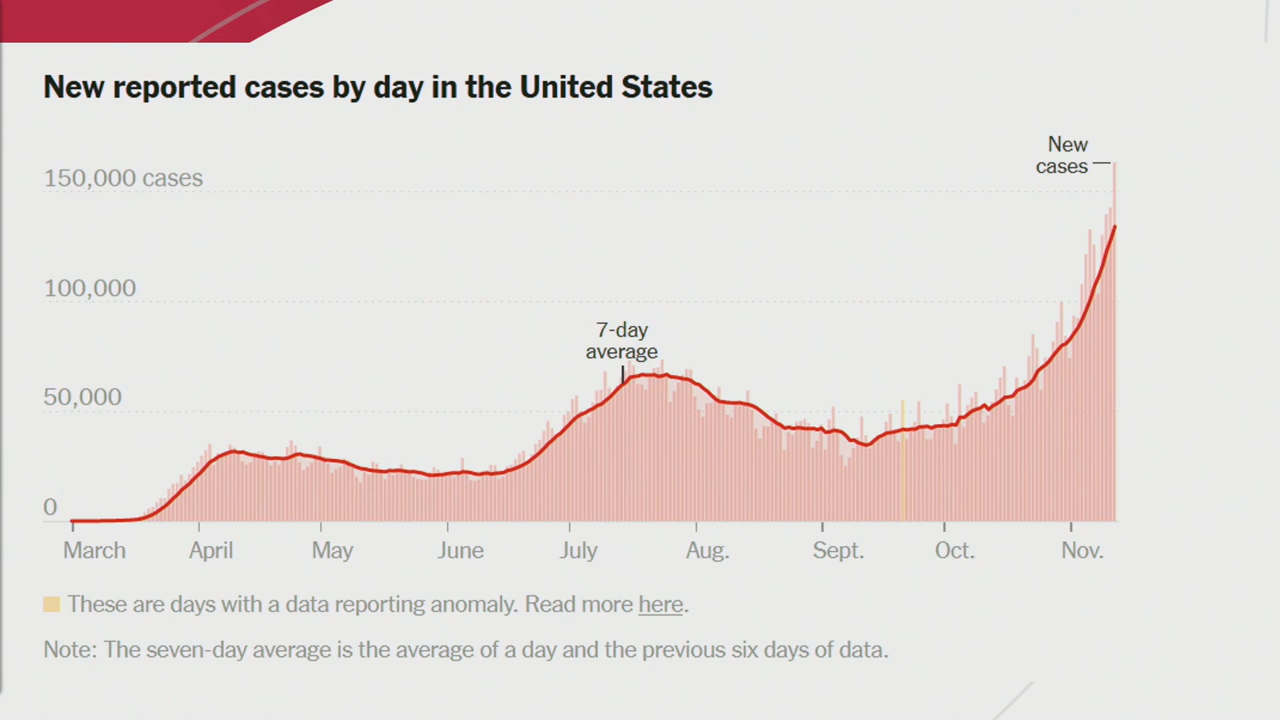 New reported cases by day in the United States
New
cases
150,000 cases
100,000
7-day
average
50,000
0
March April May June July Aug. Sept. Oct. Nov.
These are days with a data reporting anomaly. Read more here.
Note: The seven-day average is the average of a day and the previous six days of data.